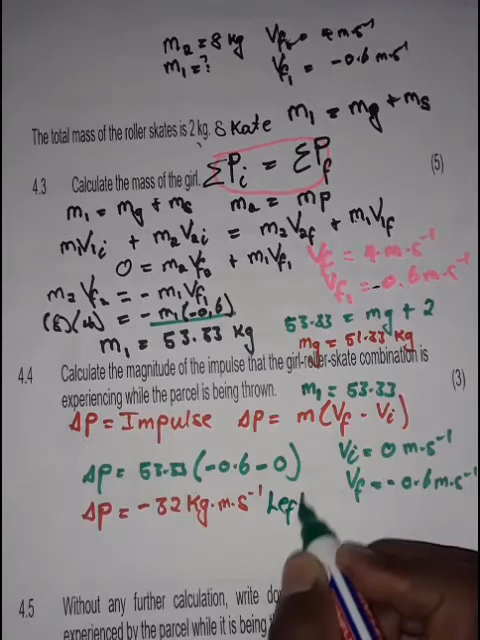 m₂ = 8 kg Vf₂ = 4 m·s⁻¹
m₁ = ? Vf₁ = -0.6 m·s⁻¹
The total mass of the roller skates is 2 kg. Skate m₁ = mg + ms
4.3 Calculate the mass of the girl. ΣPi = ΣPf (5)
m₁ = mg + ms m₂ = mp
m₁V₁i + m₂V₂i = m₂V₂f + m₁V₁f
0 = m₂Vf₂ + m₁Vf₁ Vf = 4 m·s⁻¹
m₂Vf₂ = -m₁Vf₁ Vf₁ = -0.6 m·s⁻¹
(8)(4) = -m₁(-0.6) 53.33 = mg + 2
m₁ = 53.33 kg mg = 51.33 kg
4.4 Calculate the magnitude of the impulse that the girl-roller-skate combination is
experiencing while the parcel is being thrown. m₁ = 53.33 (3)
ΔP = Impulse ΔP = m(Vf - Vi)
ΔP = 53.33(-0.6-0) Vi = 0 m·s⁻¹
ΔP = -32 kg·m·s⁻¹ Lef Vf = -0.6 m·s⁻¹
4.5 Without any further calculation, write
experienced by the parcel while it is being